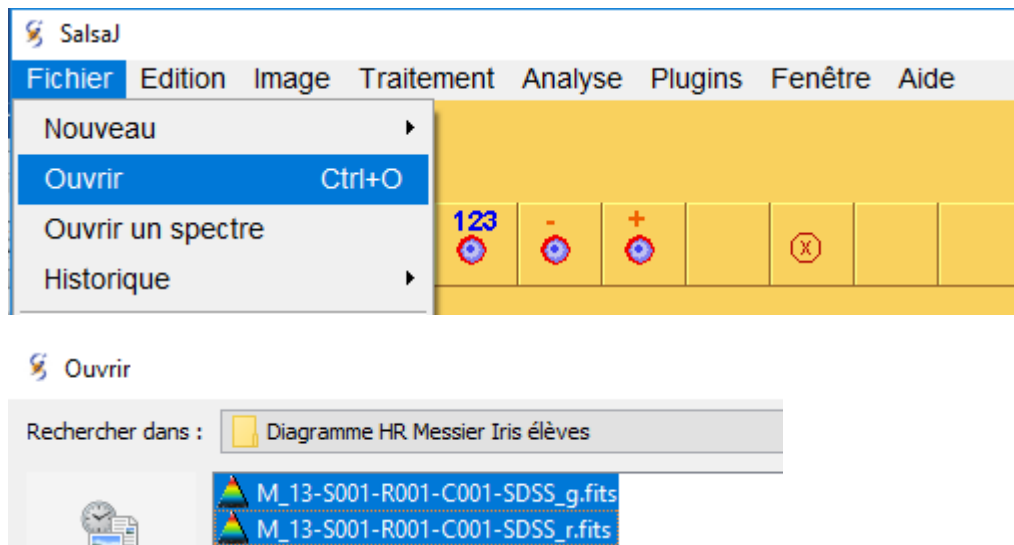 SalsaJ
Fichier Edition Image Traitement Analyse Plugins Fenêtre Aide
Nouveau
Ouvrir Ctrl+O
Ouvrir un spectre
Historique
123
-
+
X
Ouvrir
Rechercher dans : Diagramme HR Messier Iris élèves
M_13-S001-R001-C001-SDSS_g.fits
M_13-S001-R001-C001-SDSS_r.fits